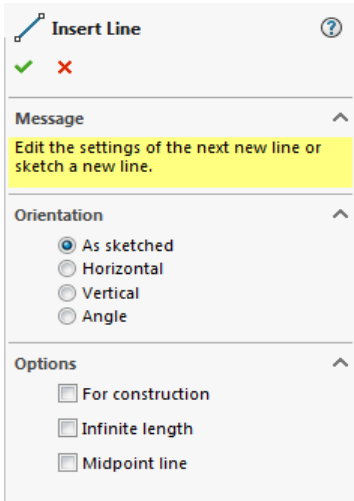 Insert Line
?
Message
Edit the settings of the next new line or
sketch a new line.
Orientation
As sketched
Horizontal
Vertical
Angle
Options
For construction
Infinite length
Midpoint line